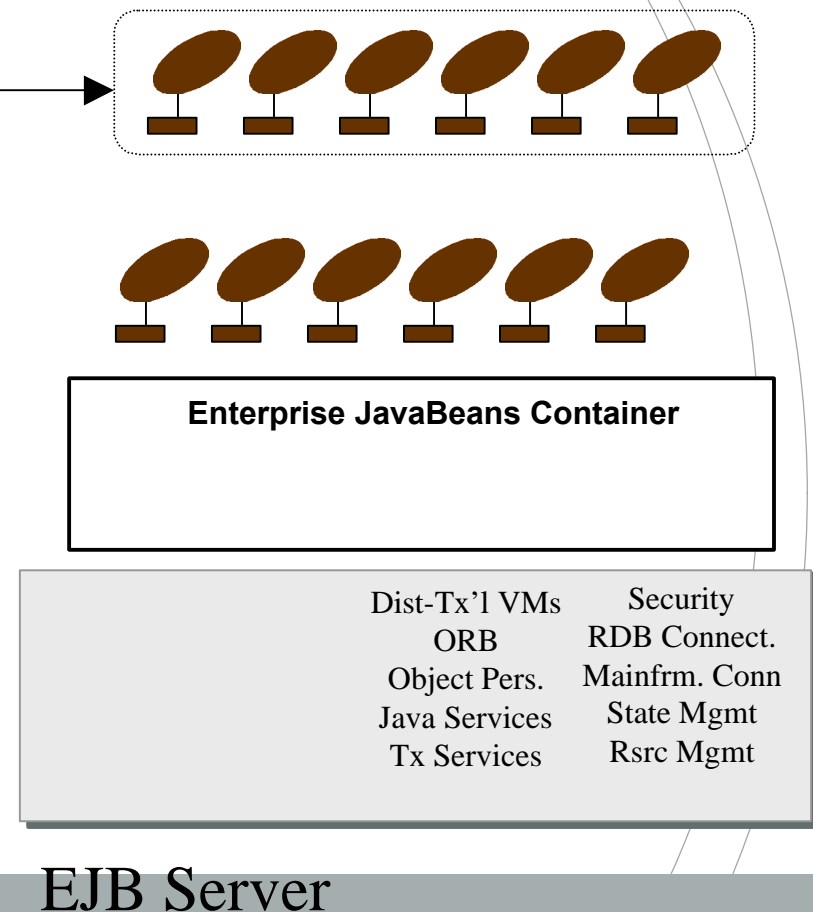 Enterprise JavaBeans Container
Dist-Tx’l VMs
ORB
Object Pers.
Java Services
Tx Services
Security
RDB Connect.
Mainfrm. Conn
State Mgmt
Rsrc Mgmt
EJB Server